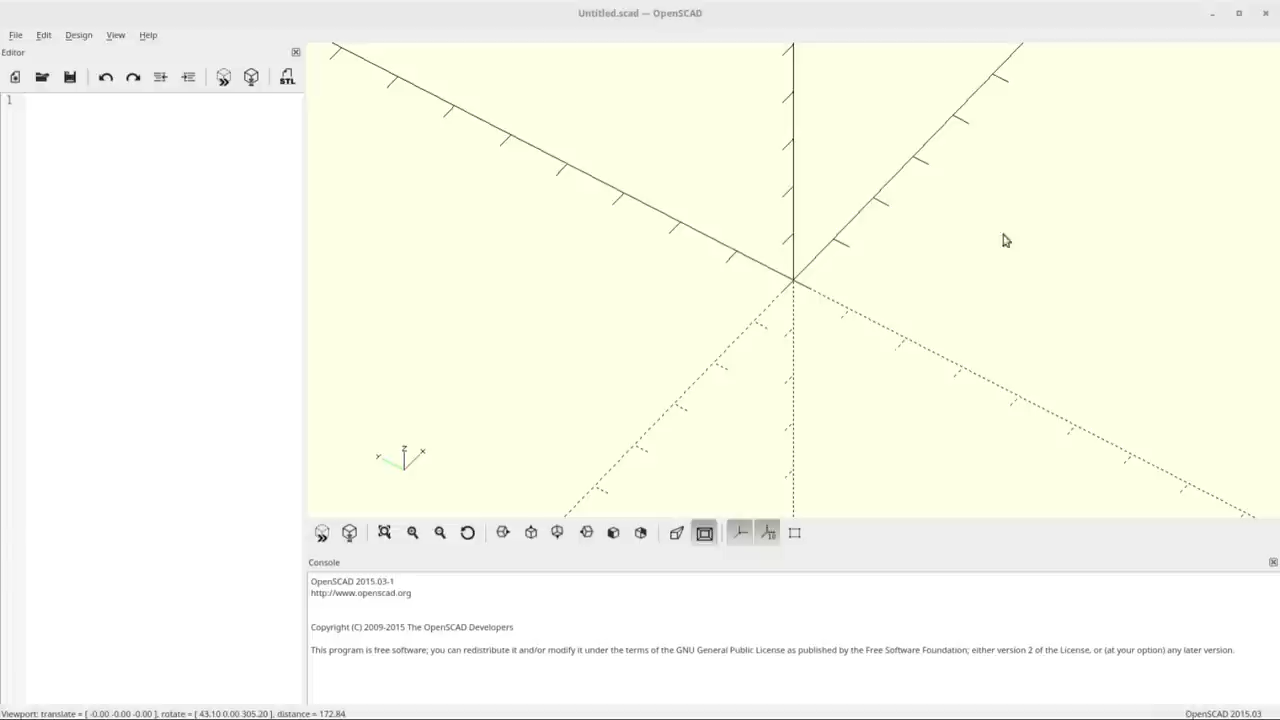 Untitled.scad — OpenSCAD
File Edit Design View Help
Editor
STL
1
Z
Y X
10
Console
OpenSCAD 2015.03-1
http://www.openscad.org
Copyright (C) 2009-2015 The OpenSCAD Developers
This program is free software; you can redistribute it and/or modify it under the terms of the GNU General Public License as published by the Free Software Foundation; either version 2 of the License, or (at your option) any later version.
Viewport: translate = [ -0.00 -0.00 -0.00 ], rotate = [ 43.10 0.00 305.20 ], distance = 172.84
OpenSCAD 2015.03